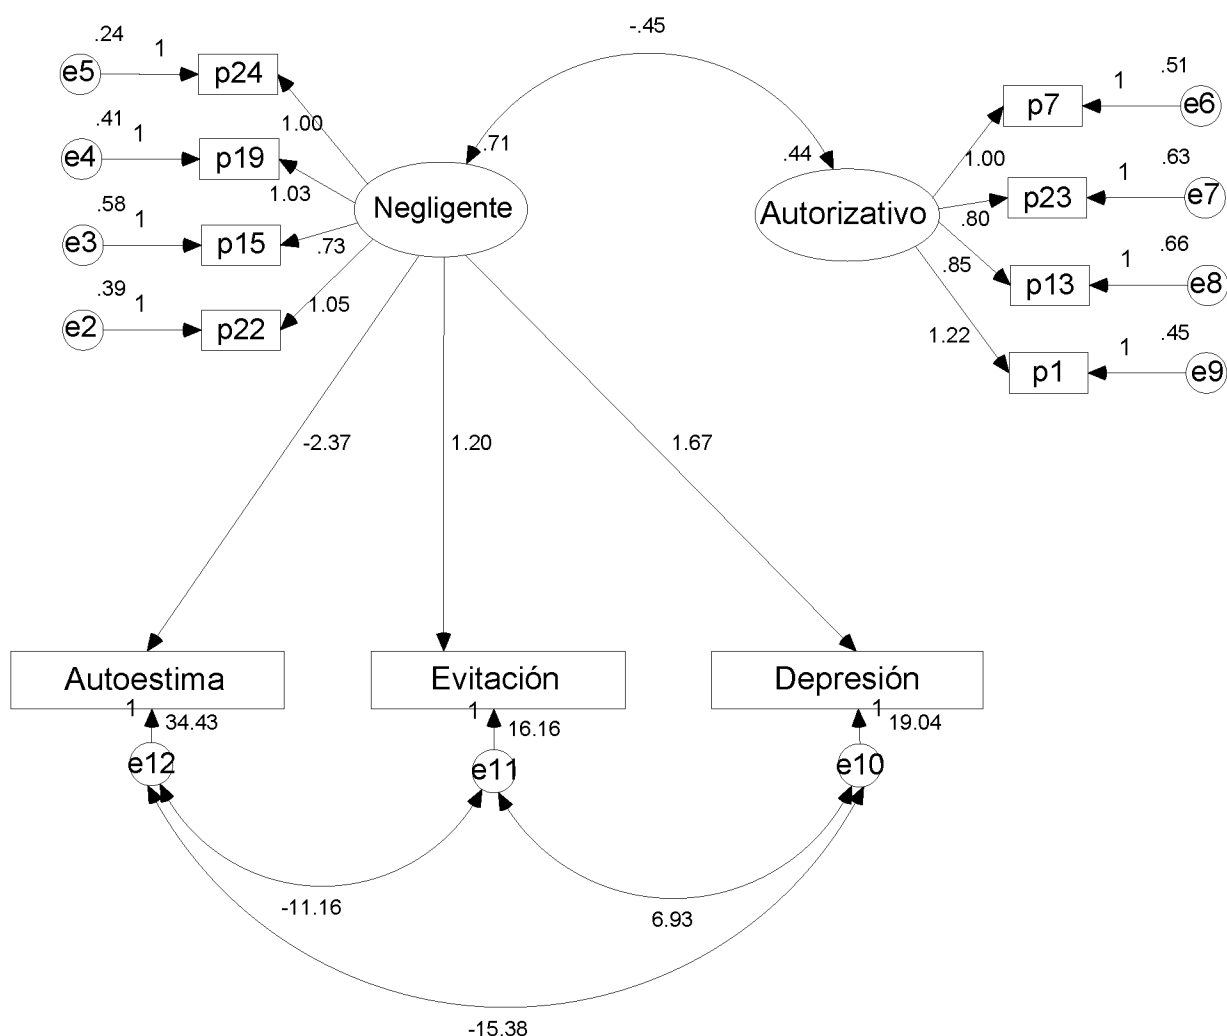 -.45
.24
1
e5
p24
1.00
.41
1
e4
p19
1.03
.58
1
e3
p15
.73
.39
1
e2
p22
1.05
.71
Negligente
.44
Autorizativo
.51
1
p7
e6
1.00
.63
1
p23
e7
.80
.66
1
p13
e8
.85
.45
1
p1
e9
1.22
-2.37
1.20
1.67
Autoestima
Evitación
Depresión
1
34.43
1
16.16
1
19.04
e12
e11
e10
-11.16
6.93
-15.38